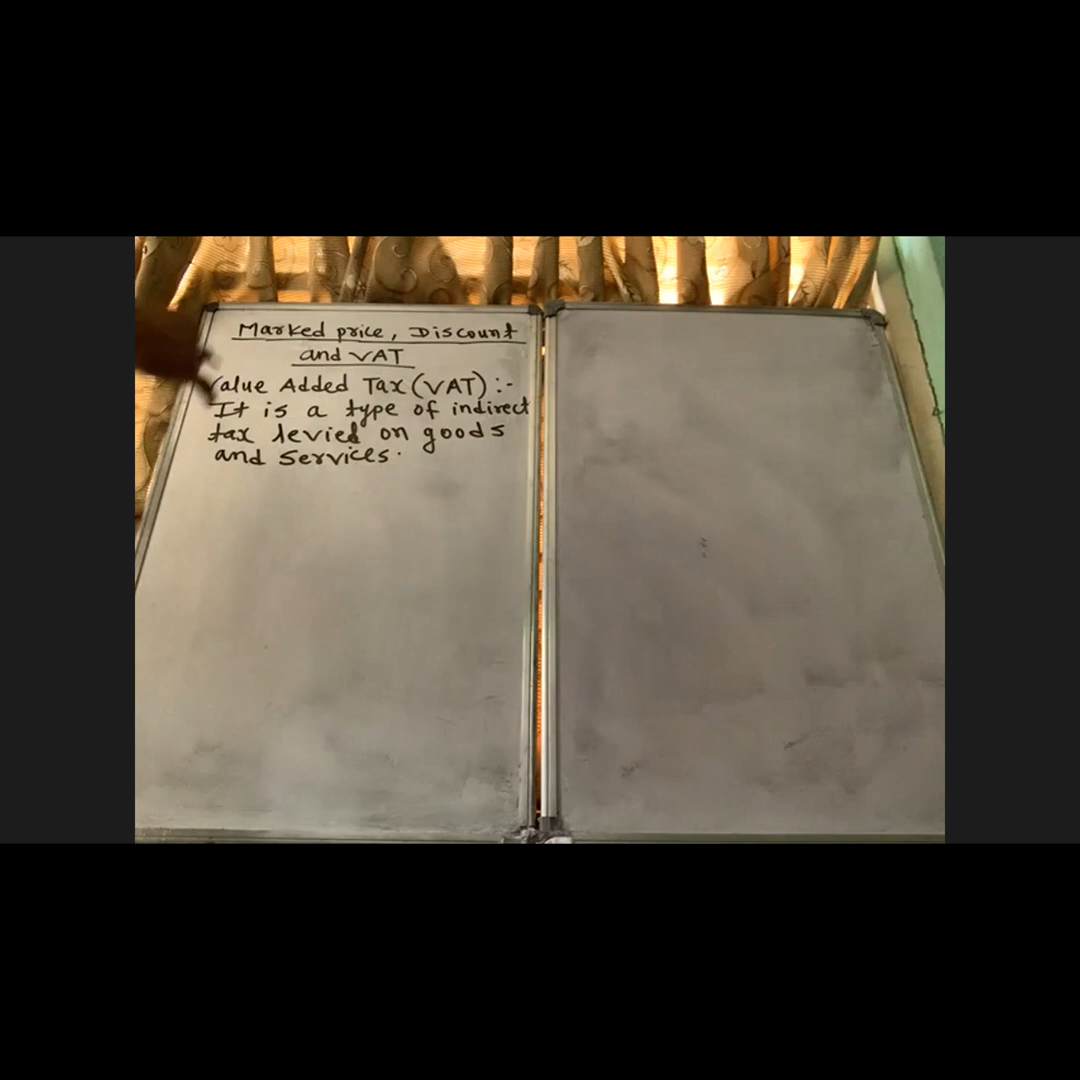 Marked price, Discount
and VAT
Value Added Tax (VAT) :-
It is a type of indirect
tax levied on goods
and services.